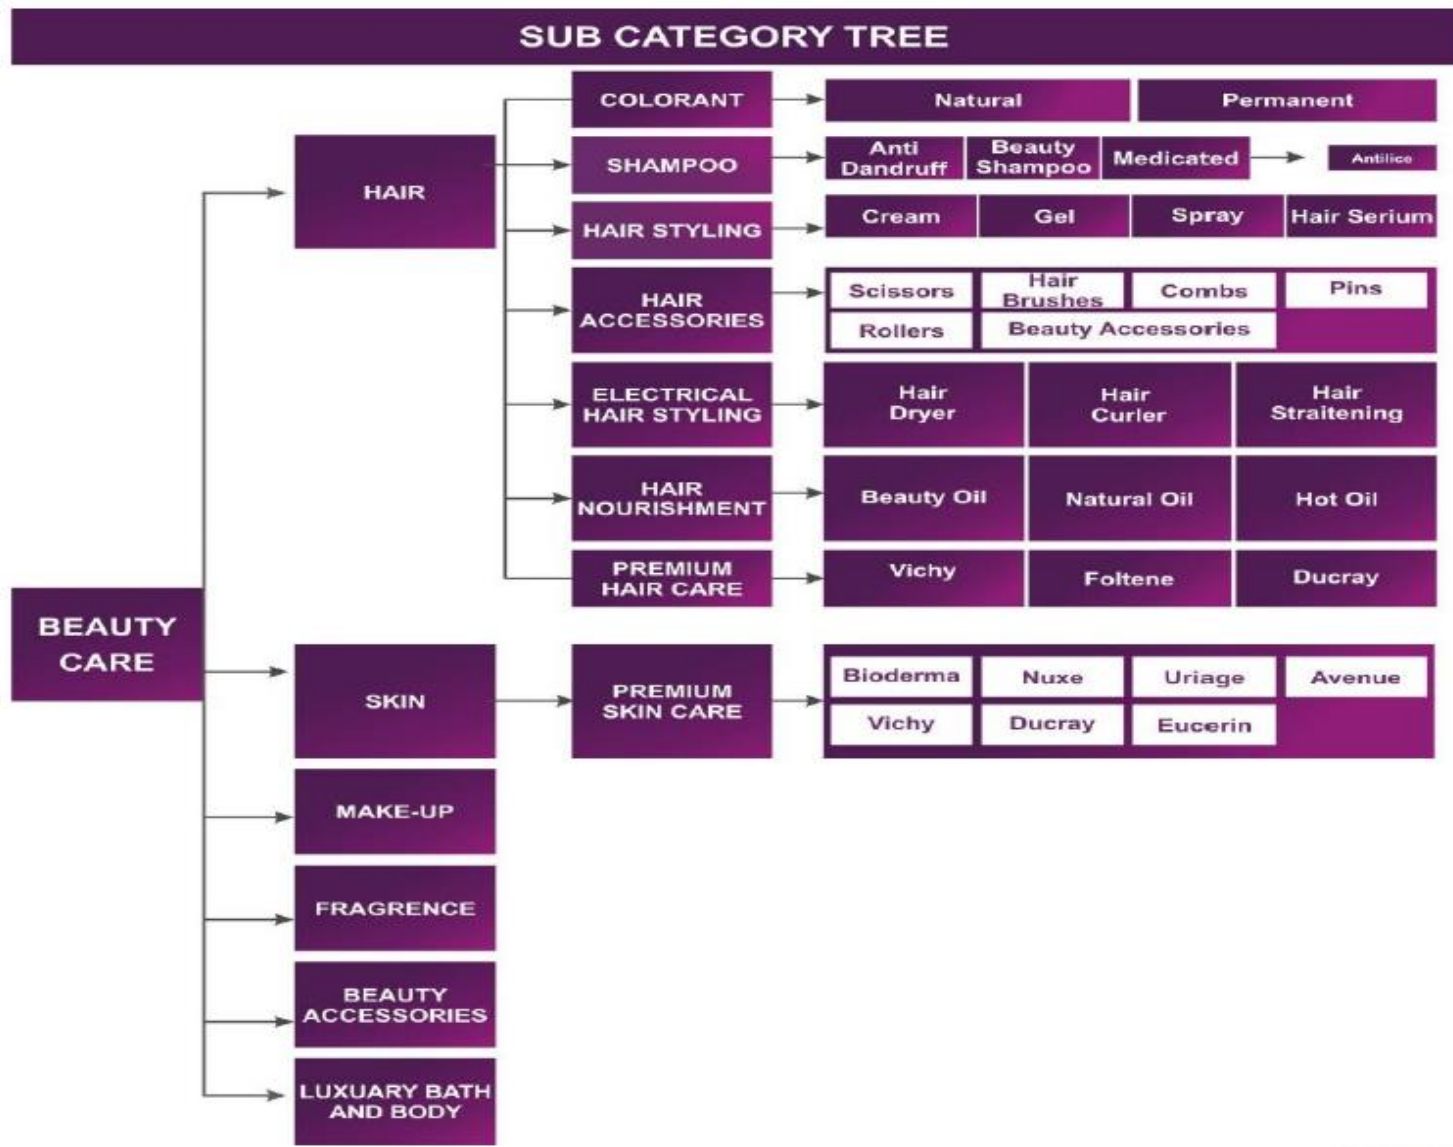 SUB CATEGORY TREE
COLORANT
Natural
Permanent
SHAMPOO
Anti
Dandruff
Beauty
Shampoo
Medicated
Antilice
HAIR
HAIR STYLING
Cream
Gel
Spray
Hair Serium
HAIR
ACCESSORIES
Scissors
Hair
Brushes
Combs
Pins
Rollers
Beauty Accessories
ELECTRICAL
HAIR STYLING
Hair
Dryer
Hair
Curler
Hair
Straitening
HAIR
NOURISHMENT
Beauty Oil
Natural Oil
Hot Oil
PREMIUM
HAIR CARE
Vichy
Foltene
Ducray
BEAUTY
CARE
SKIN
PREMIUM
SKIN CARE
Bioderma
Nuxe
Uriage
Avenue
Vichy
Ducray
Eucerin
MAKE-UP
FRAGRENCE
BEAUTY
ACCESSORIES
LUXUARY BATH
AND BODY